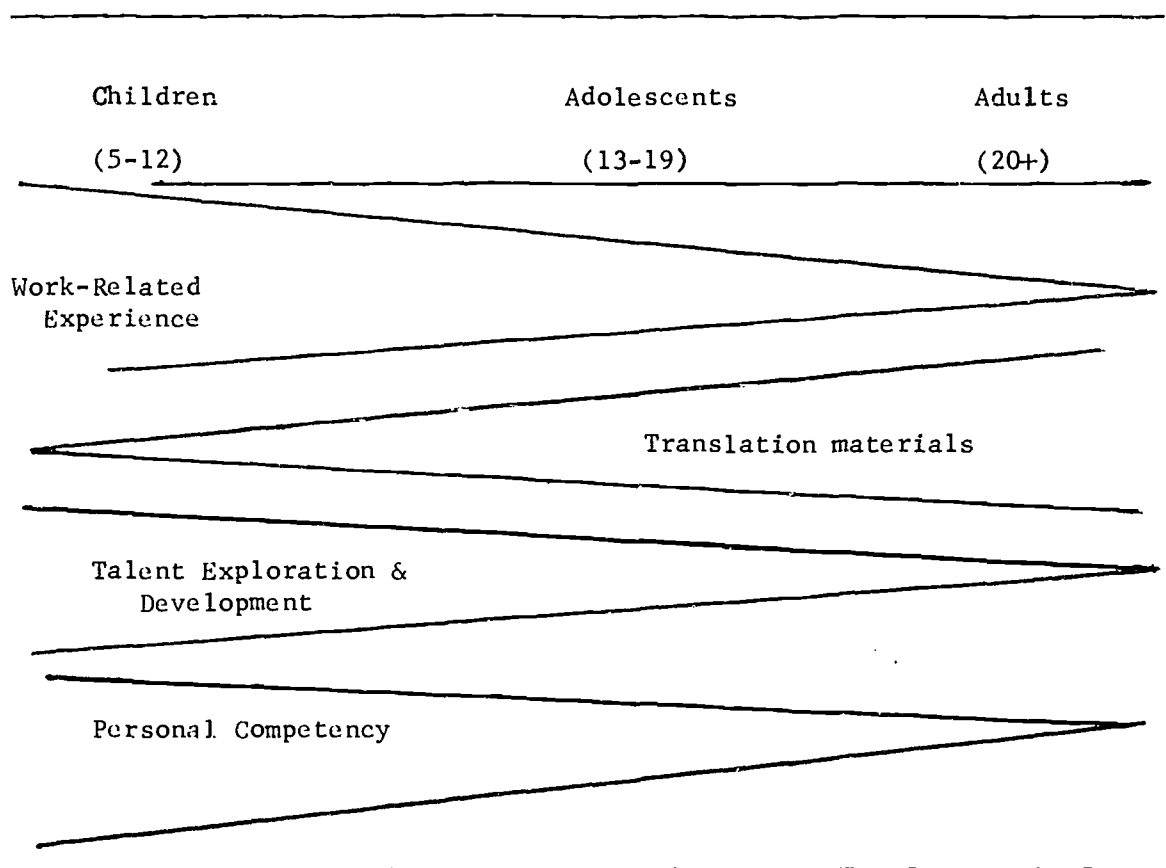 Children Adolescents Adults
(5-12) (13-19) (20+)
Work-Related
Experience
Translation materials
Talent Exploration &
Development
Personal Competency